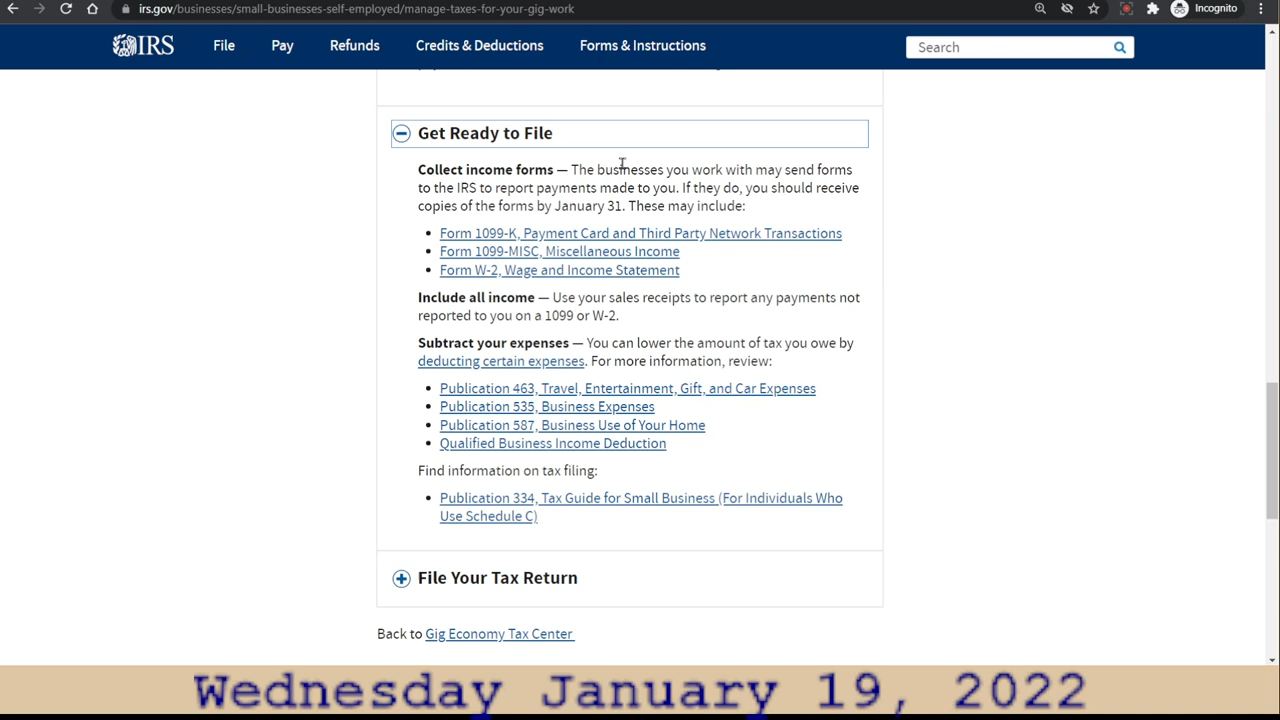 irs.gov/businesses/small-businesses-self-employed/manage-taxes-for-your-gig-work
Incognito
IRS
File
Pay
Refunds
Credits & Deductions
Forms & Instructions
Search
Get Ready to File
Collect income forms — The businesses you work with may send forms
to the IRS to report payments made to you. If they do, you should receive
copies of the forms by January 31. These may include:
Form 1099-K, Payment Card and Third Party Network Transactions
Form 1099-MISC, Miscellaneous Income
Form W-2, Wage and Income Statement
Include all income — Use your sales receipts to report any payments not
reported to you on a 1099 or W-2.
Subtract your expenses — You can lower the amount of tax you owe by
deducting certain expenses. For more information, review:
Publication 463, Travel, Entertainment, Gift, and Car Expenses
Publication 535, Business Expenses
Publication 587, Business Use of Your Home
Qualified Business Income Deduction
Find information on tax filing:
Publication 334, Tax Guide for Small Business (For Individuals Who
Use Schedule C)
File Your Tax Return
Back to Gig Economy Tax Center
Wednesday January 19, 2022